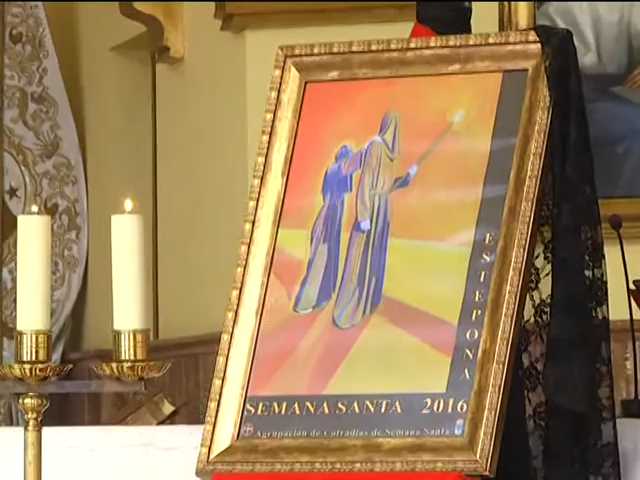 ESTEPONA
SEMANA SANTA 2016
Agrupación de Cofradías de Semana Santa